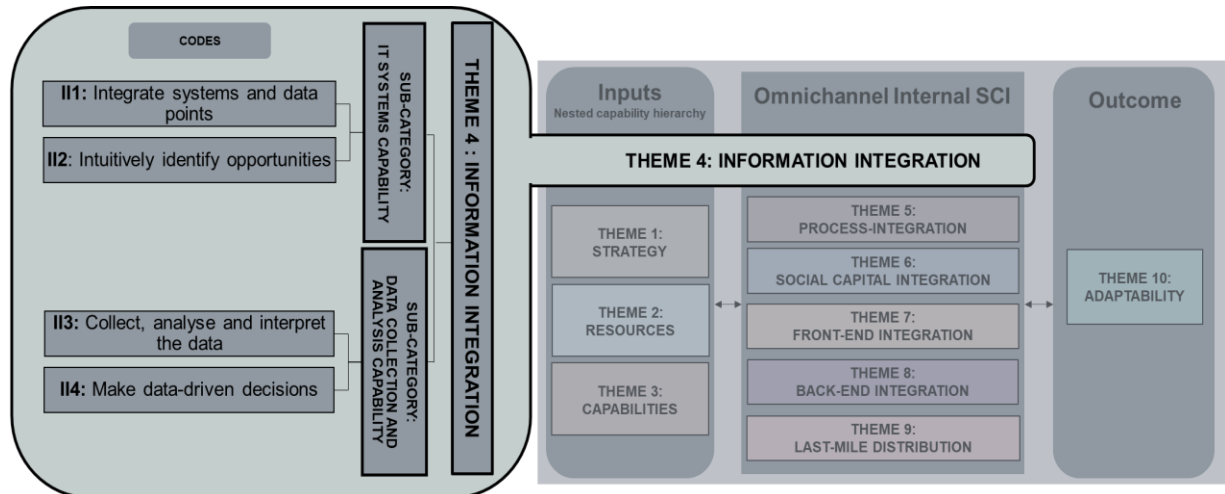 CODES
II1: Integrate systems and data
points
II2: Intuitively identify opportunities
II3: Collect, analyse and interpret
the data
II4: Make data-driven decisions
SUB-CATEGORY:
IT SYSTEMS CAPABILITY
SUB-CATEGORY:
DATA COLLECTION AND
ANALYSIS CAPABILITY
THEME 4 : INFORMATION INTEGRATION
Inputs
Nested capability hierarchy
Omnichannel Internal SCI
Outcome
THEME 4: INFORMATION INTEGRATION
THEME 1:
STRATEGY
THEME 2:
RESOURCES
THEME 3:
CAPABILITIES
THEME 5:
PROCESS-INTEGRATION
THEME 6:
SOCIAL CAPITAL INTEGRATION
THEME 7:
FRONT-END INTEGRATION
THEME 8:
BACK-END INTEGRATION
THEME 9:
LAST-MILE DISTRIBUTION
THEME 10:
ADAPTABILITY